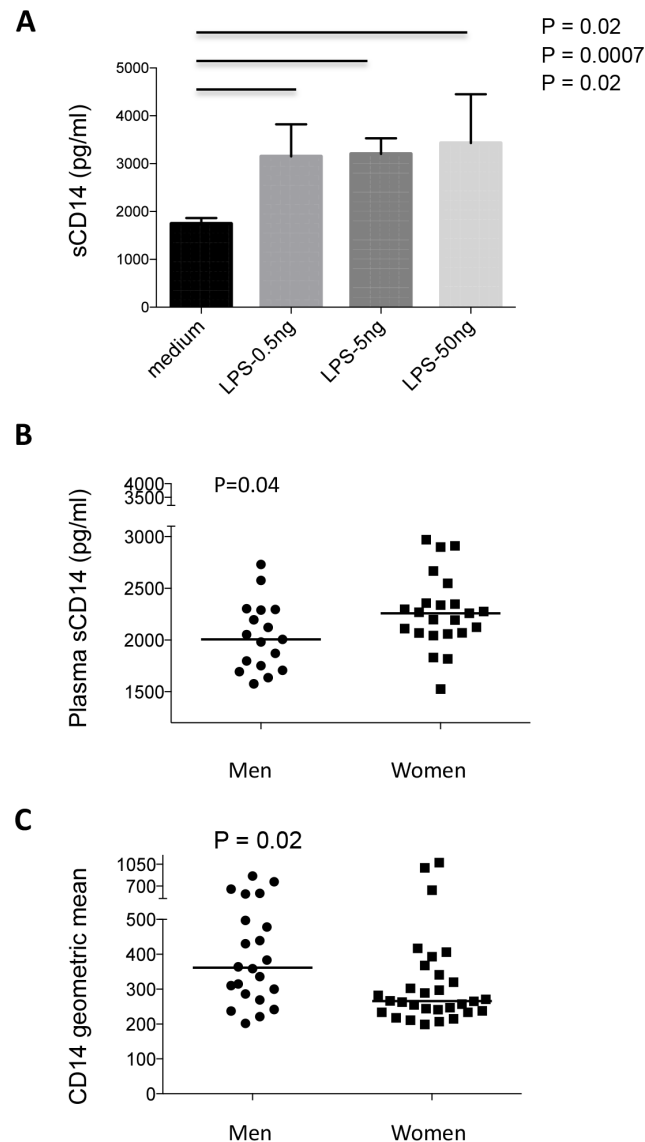 A
P = 0.02
P = 0.0007
P = 0.02
sCD14 (pg/ml)
5000
4000
3000
2000
1000
0
medium
LPS-0.5ng
LPS-5ng
LPS-50ng
B
Plasma sCD14 (pg/ml)
P=0.04
4000
3500
3000
2500
2000
1500
Men
Women
C
CD14 geometric mean
P = 0.02
1050
700
500
400
300
200
100
0
Men
Women